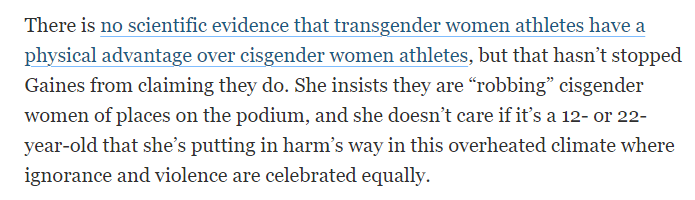 There is no scientific evidence that transgender women athletes have a
physical advantage over cisgender women athletes, but that hasn’t stopped
Gaines from claiming they do. She insists they are “robbing” cisgender
women of places on the podium, and she doesn’t care if it’s a 12- or 22-
year-old that she’s putting in harm’s way in this overheated climate where
ignorance and violence are celebrated equally.